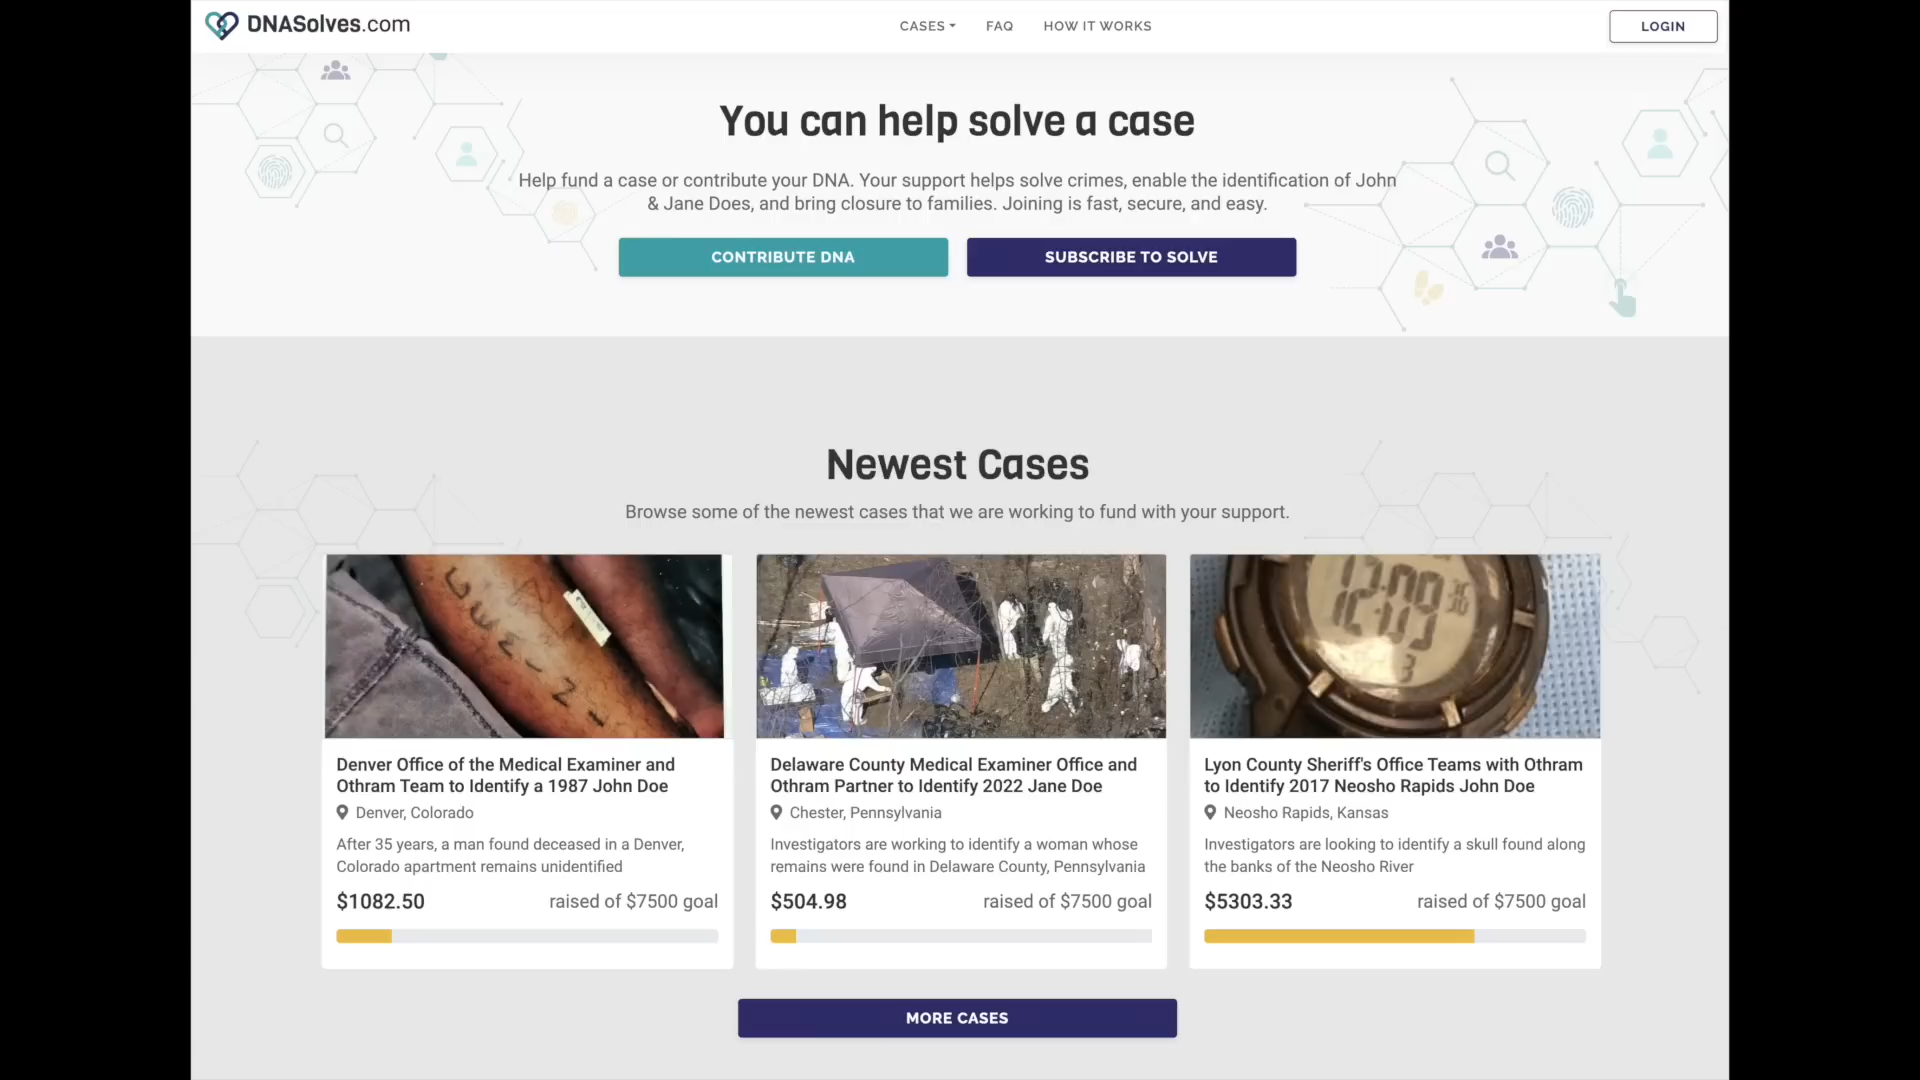 DNASolves.com
CASES
FAQ
HOW IT WORKS
LOGIN
You can help solve a case
Help fund a case or contribute your DNA. Your support helps solve crimes, enable the identification of John
& Jane Does, and bring closure to families. Joining is fast, secure, and easy.
CONTRIBUTE DNA
SUBSCRIBE TO SOLVE
Newest Cases
Browse some of the newest cases that we are working to fund with your support.
12:09
3
Denver Office of the Medical Examiner and
Othram Team to Identify a 1987 John Doe
Denver, Colorado
After 35 years, a man found deceased in a Denver,
Colorado apartment remains unidentified
$1082.50
raised of $7500 goal
Delaware County Medical Examiner Office and
Othram Partner to Identify 2022 Jane Doe
Chester, Pennsylvania
Investigators are working to identify a woman whose
remains were found in Delaware County, Pennsylvania
$504.98
raised of $7500 goal
Lyon County Sheriff's Office Teams with Othram
to Identify 2017 Neosho Rapids John Doe
Neosho Rapids, Kansas
Investigators are looking to identify a skull found along
the banks of the Neosho River
$5303.33
raised of $7500 goal
MORE CASES